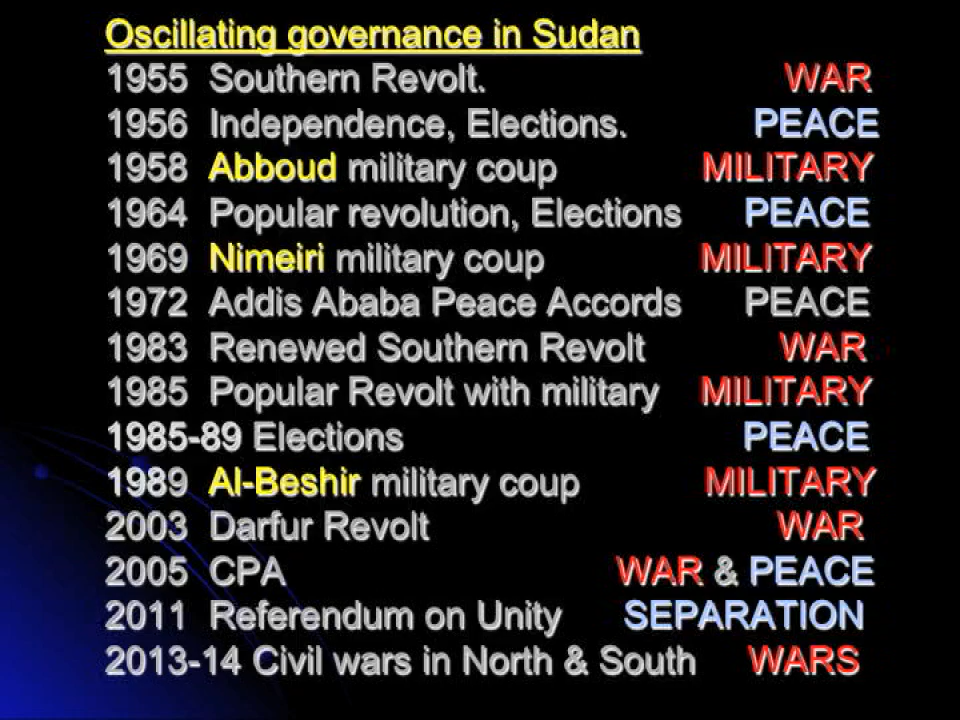 Oscillating governance in Sudan
1955 Southern Revolt. WAR
1956 Independence, Elections. PEACE
1958 Abboud military coup MILITARY
1964 Popular revolution, Elections PEACE
1969 Nimeiri military coup MILITARY
1972 Addis Ababa Peace Accords PEACE
1983 Renewed Southern Revolt WAR
1985 Popular Revolt with military MILITARY
1985-89 Elections PEACE
1989 Al-Beshir military coup MILITARY
2003 Darfur Revolt WAR
2005 CPA WAR & PEACE
2011 Referendum on Unity SEPARATION
2013-14 Civil wars in North & South WARS